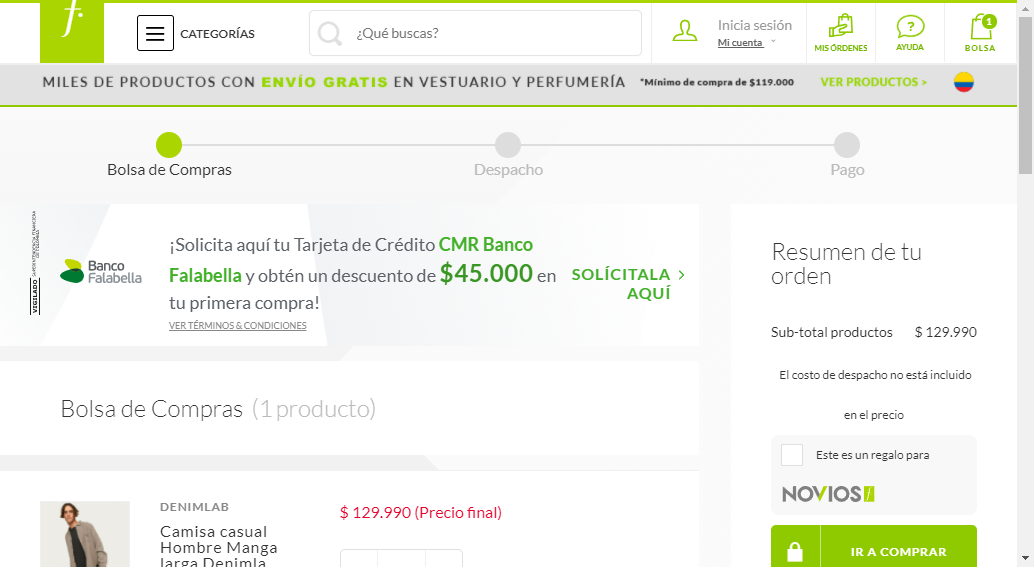 f.
CATEGORÍAS
¿Qué buscas?
Inicia sesión
Mi cuenta
MIS ÓRDENES
AYUDA
1
BOLSA
MILES DE PRODUCTOS CON ENVÍO GRATIS EN VESTUARIO Y PERFUMERÍA *Mínimo de compra de $119.000 VER PRODUCTOS >
Bolsa de Compras
Despacho
Pago
VIGILADO SUPERINTENDENCIA FINANCIERA
DE COLOMBIA
Banco
Falabella
¡Solicita aquí tu Tarjeta de Crédito CMR Banco
Falabella y obtén un descuento de $45.000 en
tu primera compra!
VER TÉRMINOS & CONDICIONES
SOLÍCITALA >
AQUÍ
Resumen de tu
orden
Sub-total productos $ 129.990
El costo de despacho no está incluido
en el precio
Este es un regalo para
NOVIOS f
IR A COMPRAR
Bolsa de Compras (1 producto)
DENIMLAB
Camisa casual
Hombre Manga
larga Denimla
$ 129.990 (Precio final)